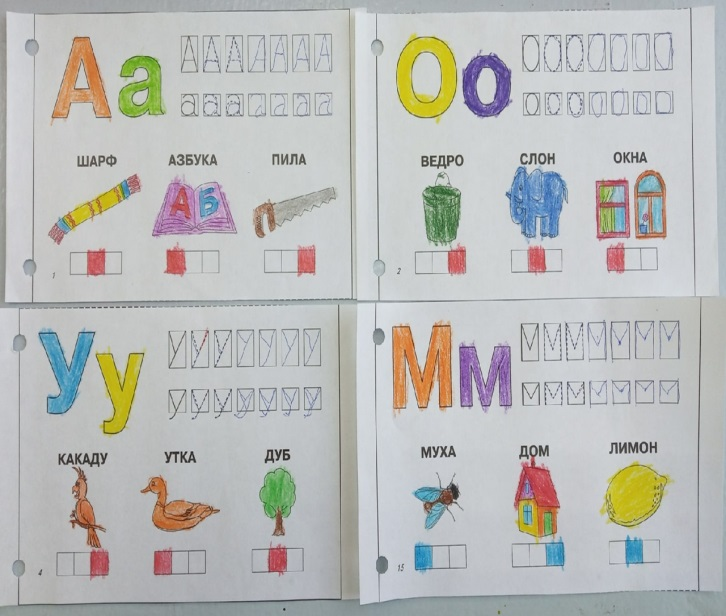 Аа
А А А А А А А
а а а а а а а
ШАРФ АЗБУКА ПИЛА
А Б
1
Оо
О О О О О О О
о о о о о о о
ВЕДРО СЛОН ОКНА
2
Уу
У У У У У У У
у у у у у у у
КАКАДУ УТКА ДУБ
4
Мм
М М М М М М М
м м м м м м м
МУХА ДОМ ЛИМОН
15